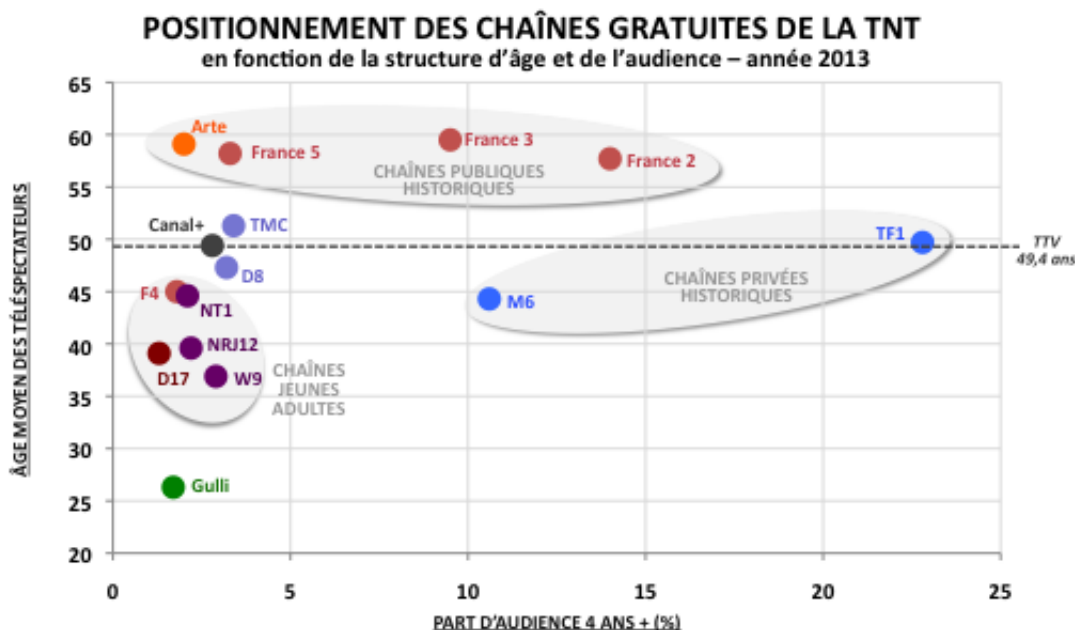 POSITIONNEMENT DES CHAÎNES GRATUITES DE LA TNT
en fonction de la structure d'âge et de l'audience – année 2013
ÂGE MOYEN DES TÉLÉSPECTATEURS
65
60
55
50
45
40
35
30
25
20
Arte
France 5
France 3
France 2
CHAÎNES PUBLIQUES
HISTORIQUES
Canal+
TMC
D8
TF1
TTV
49,4 ans
CHAÎNES PRIVÉES
HISTORIQUES
M6
F4
NT1
NRJ12
D17
W9
CHAÎNES
JEUNES
ADULTES
Gulli
0
5
10
15
20
25
PART D'AUDIENCE 4 ANS + (%)